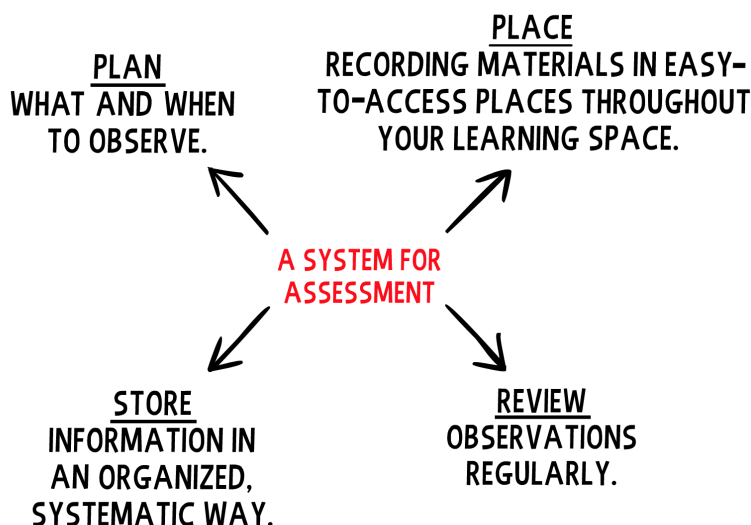 PLAN
WHAT AND WHEN
TO OBSERVE.
PLACE
RECORDING MATERIALS IN EASY-
TO-ACCESS PLACES THROUGHOUT
YOUR LEARNING SPACE.
A SYSTEM FOR
ASSESSMENT
STORE
INFORMATION IN
AN ORGANIZED,
SYSTEMATIC WAY.
REVIEW
OBSERVATIONS
REGULARLY.